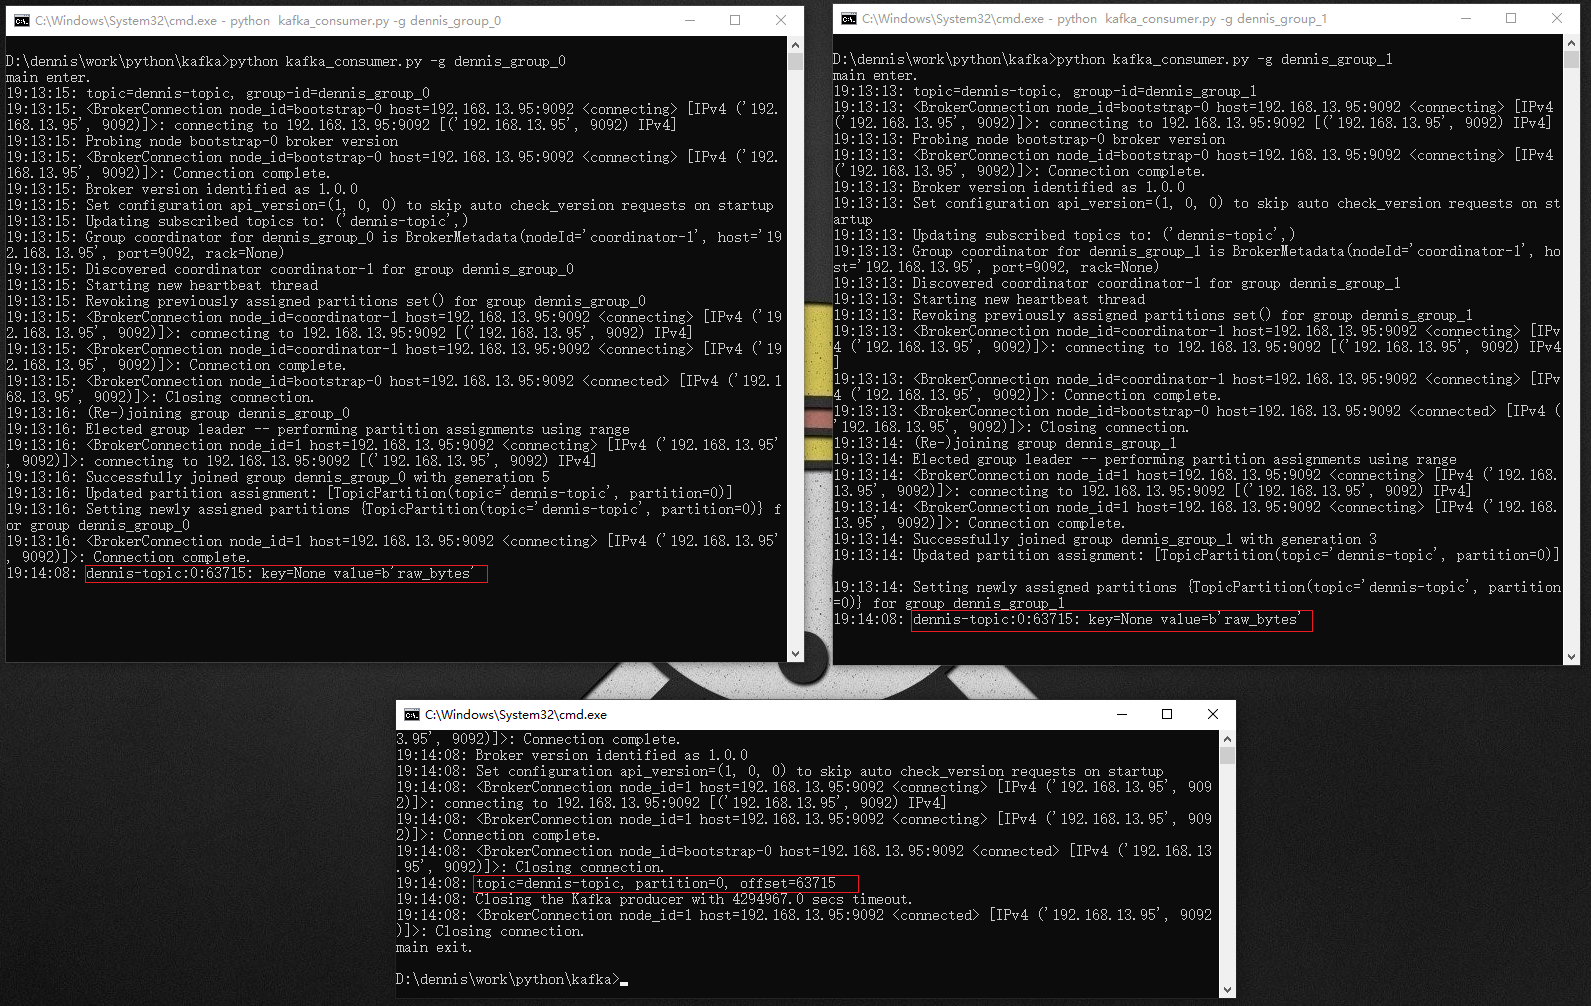 C:\Windows\System32\cmd.exe - python  kafka_consumer.py -g dennis_group_0
D:\dennis\work\python\kafka>python kafka_consumer.py -g dennis_group_0
main enter.
19:13:15: topic=dennis-topic, group-id=dennis_group_0
19:13:15: <BrokerConnection node_id=bootstrap-0 host=192.168.13.95:9092 <connecting> [IPv4 ('192.
168.13.95', 9092)]>: connecting to 192.168.13.95:9092 [('192.168.13.95', 9092) IPv4]
19:13:15: Probing node bootstrap-0 broker version
19:13:15: <BrokerConnection node_id=bootstrap-0 host=192.168.13.95:9092 <connecting> [IPv4 ('192.
168.13.95', 9092)]>: Connection complete.
19:13:15: Broker version identified as 1.0.0
19:13:15: Set configuration api_version=(1, 0, 0) to skip auto check_version requests on startup
19:13:15: Updating subscribed topics to: ('dennis-topic',)
19:13:15: Group coordinator for dennis_group_0 is BrokerMetadata(nodeId='coordinator-1', host='19
2.168.13.95', port=9092, rack=None)
19:13:15: Discovered coordinator coordinator-1 for group dennis_group_0
19:13:15: Starting new heartbeat thread
19:13:15: Revoking previously assigned partitions set() for group dennis_group_0
19:13:15: <BrokerConnection node_id=coordinator-1 host=192.168.13.95:9092 <connecting> [IPv4 ('19
2.168.13.95', 9092)]>: connecting to 192.168.13.95:9092 [('192.168.13.95', 9092) IPv4]
19:13:15: <BrokerConnection node_id=coordinator-1 host=192.168.13.95:9092 <connecting> [IPv4 ('19
2.168.13.95', 9092)]>: Connection complete.
19:13:15: <BrokerConnection node_id=bootstrap-0 host=192.168.13.95:9092 <connected> [IPv4 ('192.1
68.13.95', 9092)]>: Closing connection.
19:13:16: (Re-)joining group dennis_group_0
19:13:16: Elected group leader -- performing partition assignments using range
19:13:16: <BrokerConnection node_id=1 host=192.168.13.95:9092 <connecting> [IPv4 ('192.168.13.95'
, 9092)]>: connecting to 192.168.13.95:9092 [('192.168.13.95', 9092) IPv4]
19:13:16: Successfully joined group dennis_group_0 with generation 5
19:13:16: Updated partition assignment: [TopicPartition(topic='dennis-topic', partition=0)]
19:13:16: Setting newly assigned partitions {TopicPartition(topic='dennis-topic', partition=0)} f
or group dennis_group_0
19:13:16: <BrokerConnection node_id=1 host=192.168.13.95:9092 <connecting> [IPv4 ('192.168.13.95'
, 9092)]>: Connection complete.
19:14:08: dennis-topic:0:63715: key=None value=b'raw_bytes'
C:\Windows\System32\cmd.exe - python  kafka_consumer.py -g dennis_group_1
D:\dennis\work\python\kafka>python kafka_consumer.py -g dennis_group_1
main enter.
19:13:13: topic=dennis-topic, group-id=dennis_group_1
19:13:13: <BrokerConnection node_id=bootstrap-0 host=192.168.13.95:9092 <connecting> [IPv4
('192.168.13.95', 9092)]>: connecting to 192.168.13.95:9092 [('192.168.13.95', 9092) IPv4]
19:13:13: Probing node bootstrap-0 broker version
19:13:13: <BrokerConnection node_id=bootstrap-0 host=192.168.13.95:9092 <connecting> [IPv4
('192.168.13.95', 9092)]>: Connection complete.
19:13:13: Broker version identified as 1.0.0
19:13:13: Set configuration api_version=(1, 0, 0) to skip auto check_version requests on st
artup
19:13:13: Updating subscribed topics to: ('dennis-topic',)
19:13:13: Group coordinator for dennis_group_1 is BrokerMetadata(nodeId='coordinator-1', ho
st='192.168.13.95', port=9092, rack=None)
19:13:13: Discovered coordinator coordinator-1 for group dennis_group_1
19:13:13: Starting new heartbeat thread
19:13:13: Revoking previously assigned partitions set() for group dennis_group_1
19:13:13: <BrokerConnection node_id=coordinator-1 host=192.168.13.95:9092 <connecting> [IPv
4 ('192.168.13.95', 9092)]>: connecting to 192.168.13.95:9092 [('192.168.13.95', 9092) IPv4
]
19:13:13: <BrokerConnection node_id=coordinator-1 host=192.168.13.95:9092 <connecting> [IPv
4 ('192.168.13.95', 9092)]>: Connection complete.
19:13:13: <BrokerConnection node_id=bootstrap-0 host=192.168.13.95:9092 <connected> [IPv4 (
'192.168.13.95', 9092)]>: Closing connection.
19:13:14: (Re-)joining group dennis_group_1
19:13:14: Elected group leader -- performing partition assignments using range
19:13:14: <BrokerConnection node_id=1 host=192.168.13.95:9092 <connecting> [IPv4 ('192.168.
13.95', 9092)]>: connecting to 192.168.13.95:9092 [('192.168.13.95', 9092) IPv4]
19:13:14: <BrokerConnection node_id=1 host=192.168.13.95:9092 <connecting> [IPv4 ('192.168.
13.95', 9092)]>: Connection complete.
19:13:14: Successfully joined group dennis_group_1 with generation 3
19:13:14: Updated partition assignment: [TopicPartition(topic='dennis-topic', partition=0)]
19:13:14: Setting newly assigned partitions {TopicPartition(topic='dennis-topic', partition
=0)} for group dennis_group_1
19:14:08: dennis-topic:0:63715: key=None value=b'raw_bytes'
C:\Windows\System32\cmd.exe
3.95', 9092)]>: Connection complete.
19:14:08: Broker version identified as 1.0.0
19:14:08: Set configuration api_version=(1, 0, 0) to skip auto check_version requests on startup
19:14:08: <BrokerConnection node_id=1 host=192.168.13.95:9092 <connecting> [IPv4 ('192.168.13.95', 909
2)]>: connecting to 192.168.13.95:9092 [('192.168.13.95', 9092) IPv4]
19:14:08: <BrokerConnection node_id=1 host=192.168.13.95:9092 <connecting> [IPv4 ('192.168.13.95', 909
2)]>: Connection complete.
19:14:08: <BrokerConnection node_id=bootstrap-0 host=192.168.13.95:9092 <connected> [IPv4 ('192.168.13
.95', 9092)]>: Closing connection.
19:14:08: topic=dennis-topic, partition=0, offset=63715
19:14:08: Closing the Kafka producer with 4294967.0 secs timeout.
19:14:08: <BrokerConnection node_id=1 host=192.168.13.95:9092 <connected> [IPv4 ('192.168.13.95', 9092
)]>: Closing connection.
main exit.
D:\dennis\work\python\kafka>